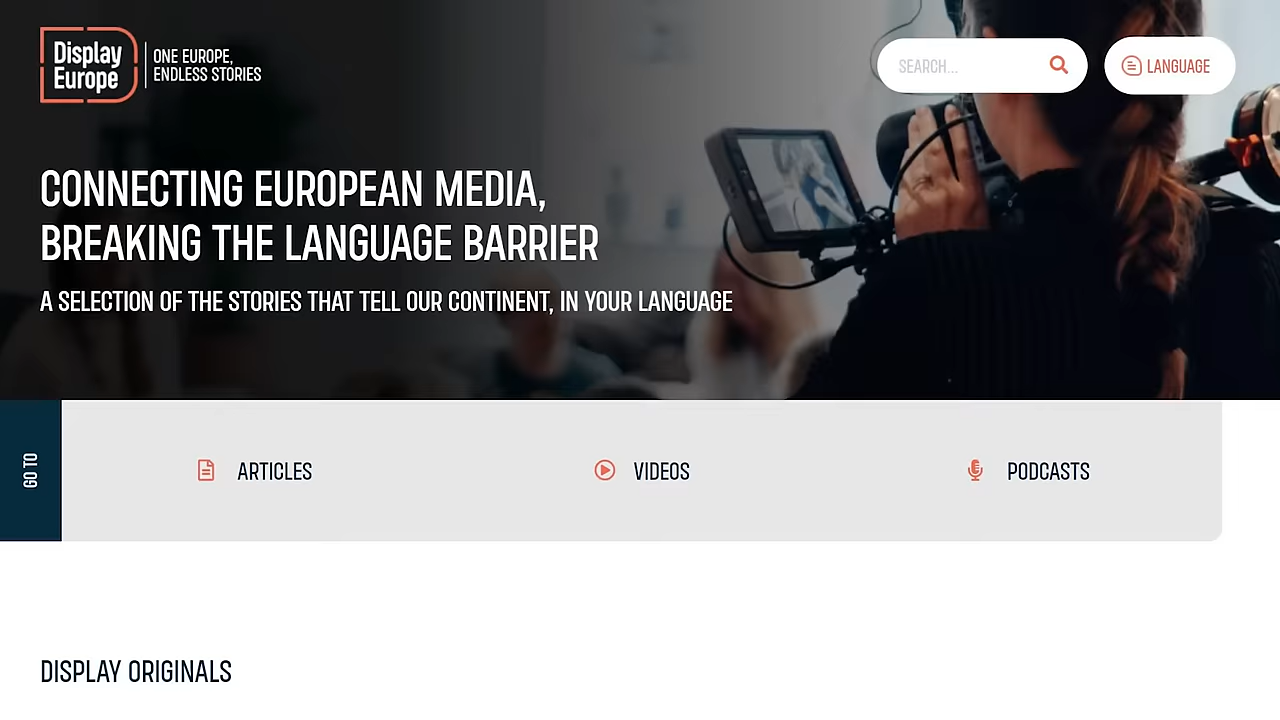 Display
Europe
ONE EUROPE,
ENDLESS STORIES
SEARCH...
LANGUAGE
CONNECTING EUROPEAN MEDIA,
BREAKING THE LANGUAGE BARRIER
A SELECTION OF THE STORIES THAT TELL OUR CONTINENT, IN YOUR LANGUAGE
GO TO
ARTICLES
VIDEOS
PODCASTS
DISPLAY ORIGINALS